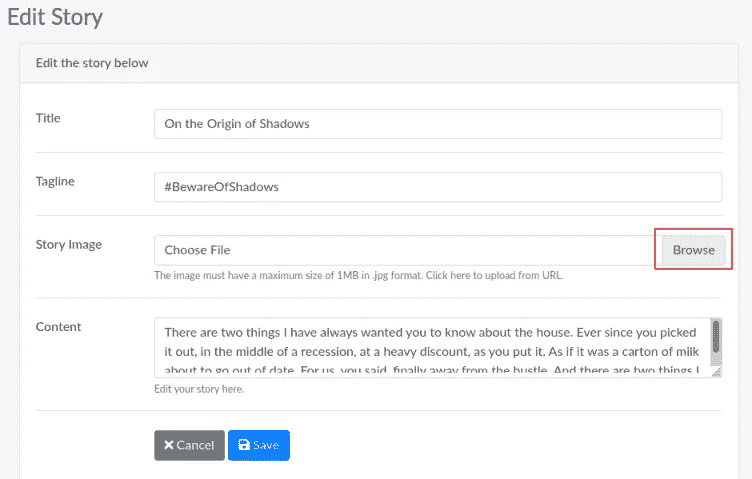 Edit Story
Edit the story below
Title
On the Origin of Shadows
Tagline
#BewareOfShadows
Story Image
Choose File
Browse
The image must have a maximum size of 1MB in .jpg format. Click here to upload from URL.
Content
There are two things I have always wanted you to know about the house. Ever since you picked
it out, in the middle of a recession, at a heavy discount, as you put it. As if it was a carton of milk
about to go out of date. For us, you said, finally away from the hustle. And there are two things I
Edit your story here.
Cancel
Save